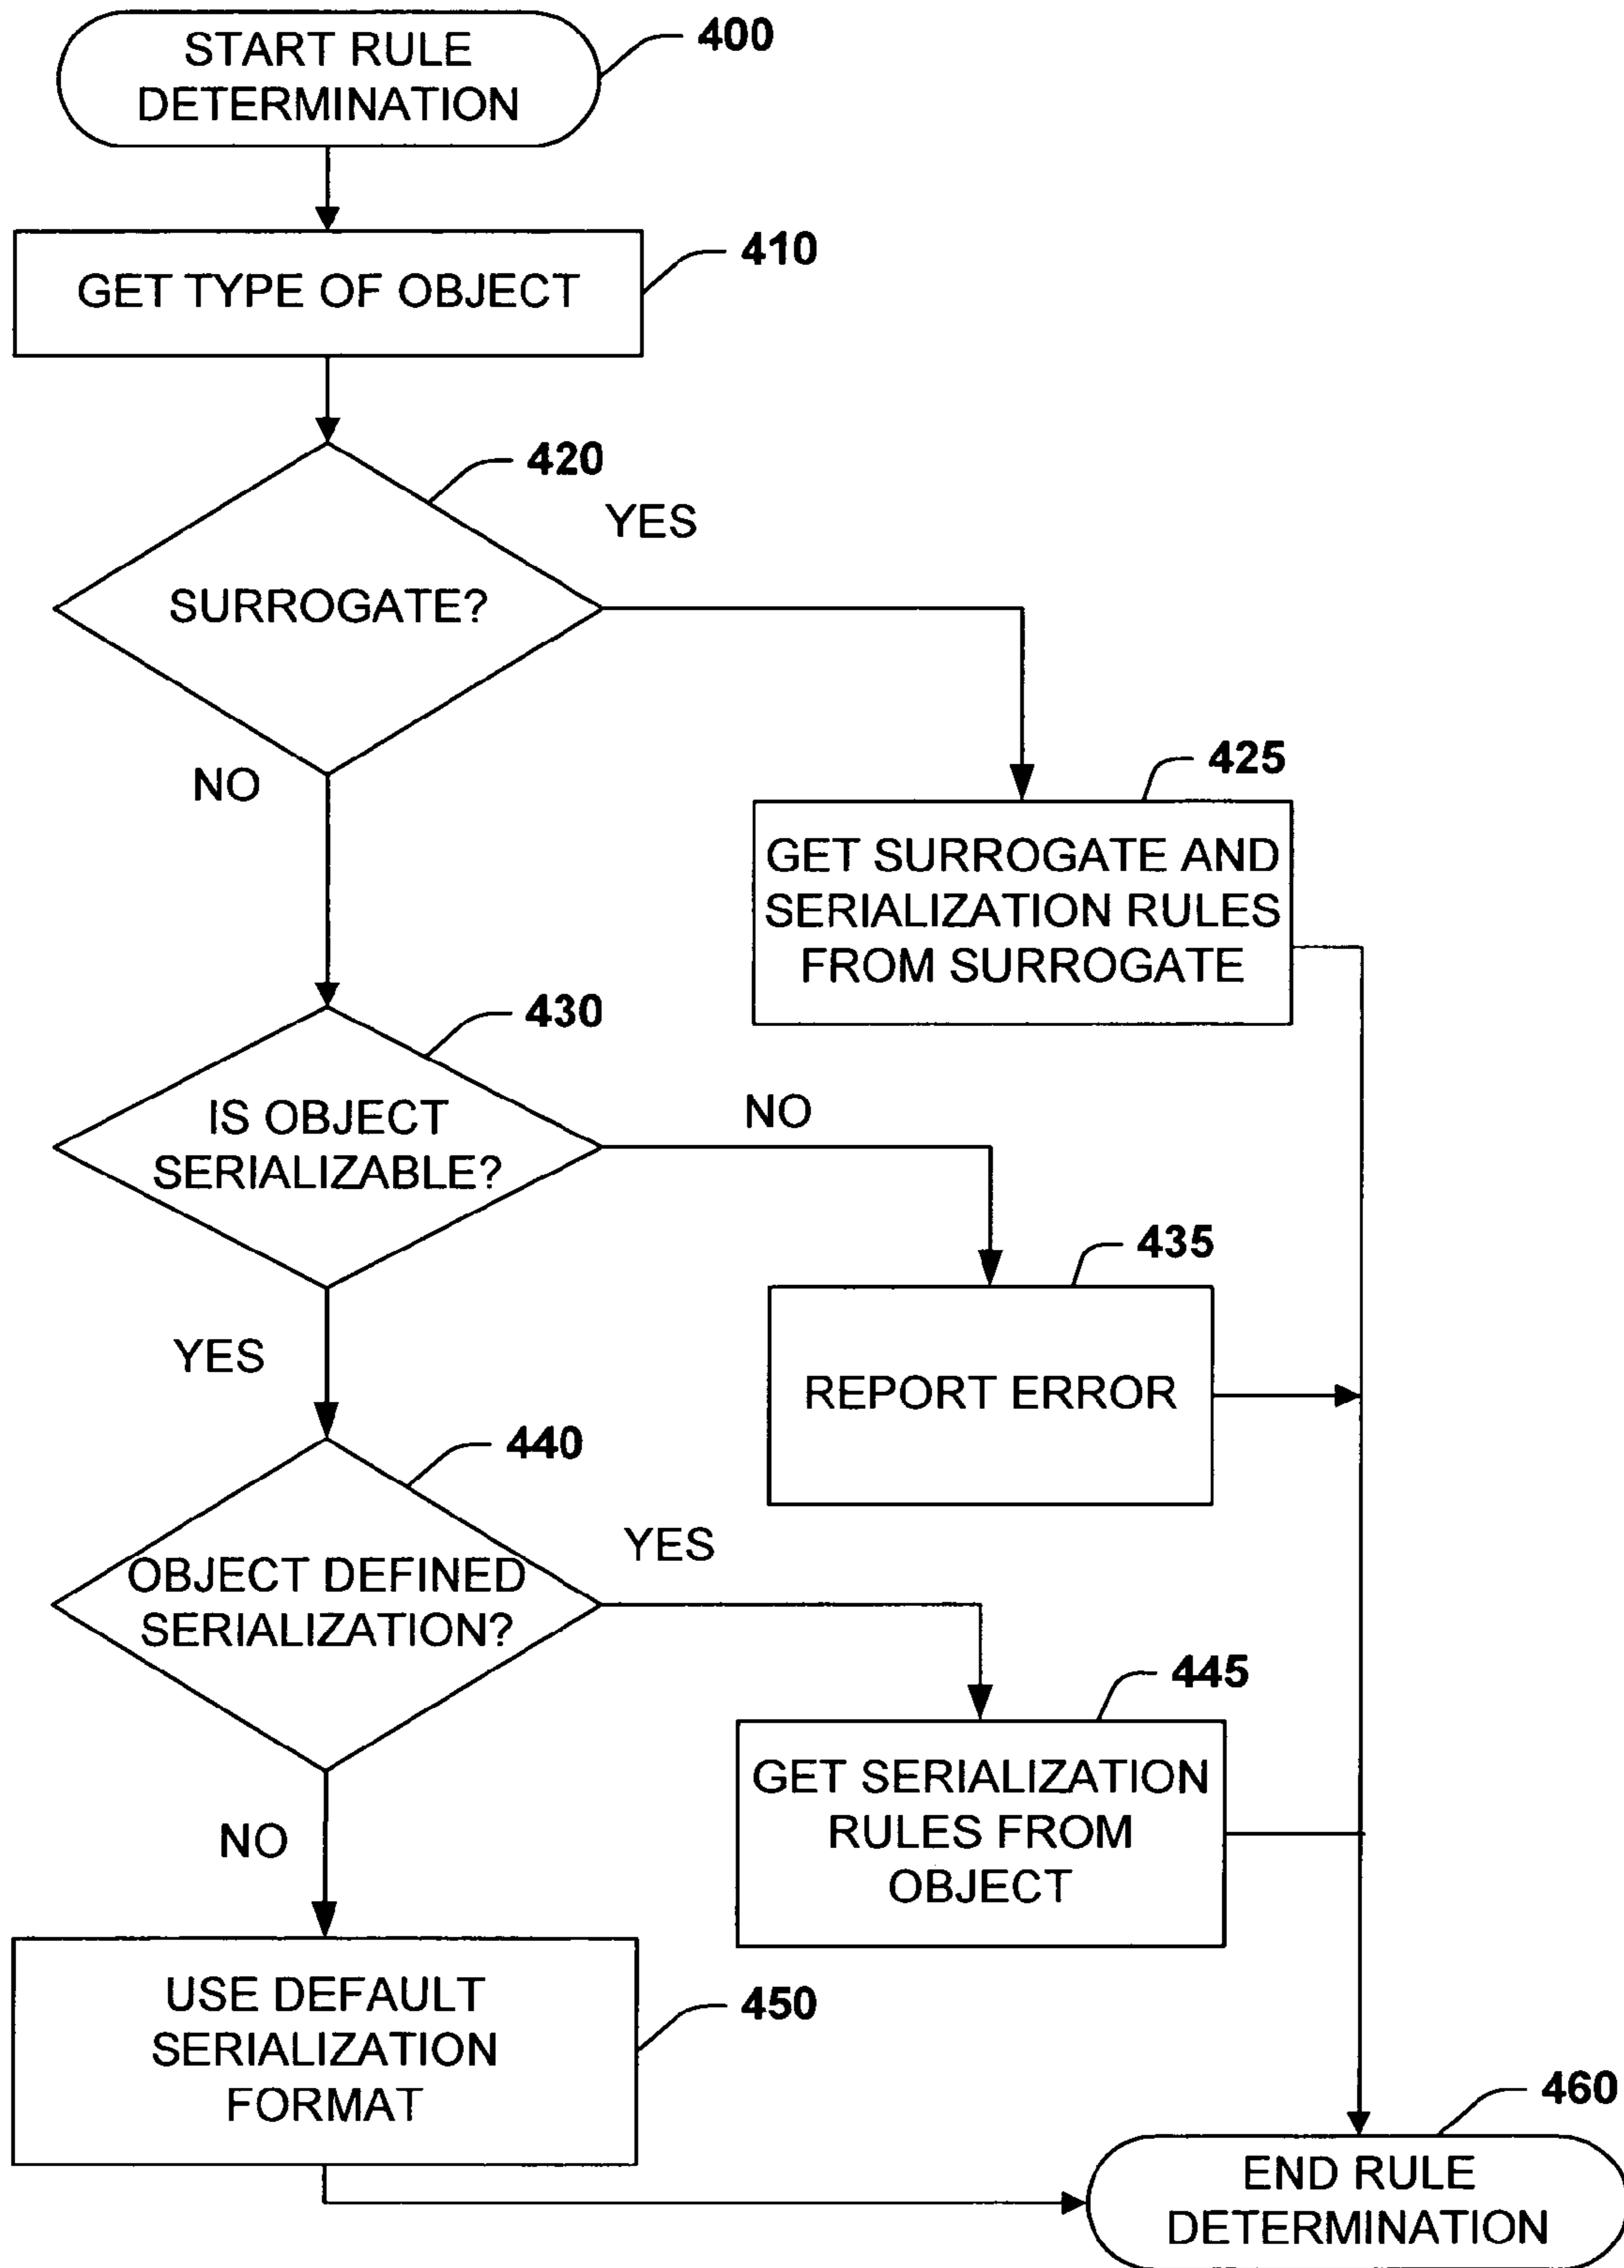 START RULE
DETERMINATION
400
GET TYPE OF OBJECT
410
420
YES
SURROGATE?
NO
425
GET SURROGATE AND
SERIALIZATION RULES
FROM SURROGATE
430
IS OBJECT
SERIALIZABLE?
NO
435
REPORT ERROR
YES
440
OBJECT DEFINED
SERIALIZATION?
YES
445
GET SERIALIZATION
RULES FROM
OBJECT
NO
USE DEFAULT
SERIALIZATION
FORMAT
450
460
END RULE
DETERMINATION